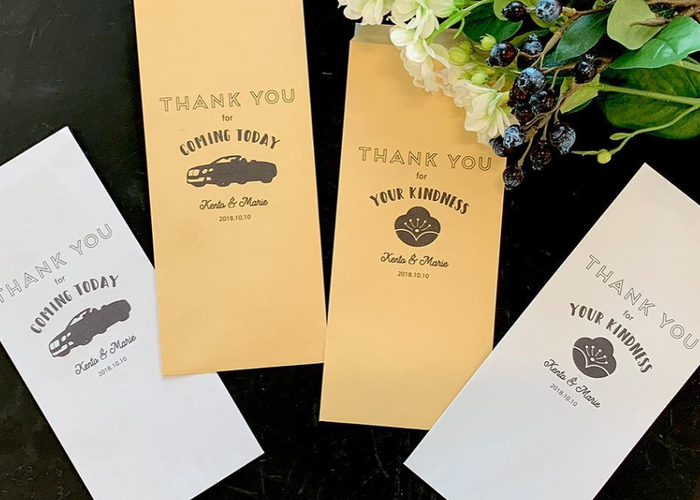 THANK YOU
for
COMING TODAY
Kento & Marie
2018.10.10
THANK YOU
for
COMING TODAY
Kento & Marie
2018.10.10
THANK YOU
for
YOUR KINDNESS
Kento & Marie
2018.10.10
THANK YOU
for
YOUR KINDNESS
Kento & Marie
2018.10.10